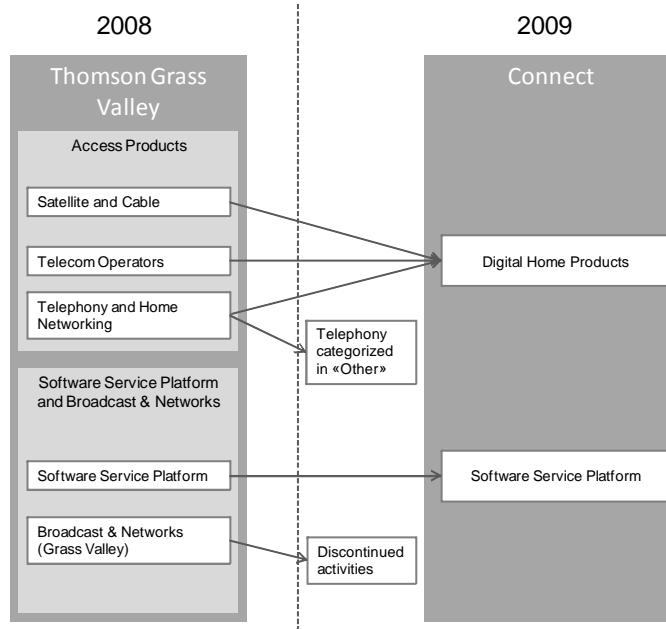 2008
2009
Thomson Grass
Valley
Connect
Access Products
Satellite and Cable
Telecom Operators
Digital Home Products
Telephony and Home
Networking
Telephony
categorized
in «Other»
Software Service Platform
and Broadcast & Networks
Software Service Platform
Software Service Platform
Broadcast & Networks
(Grass Valley)
Discontinued
activities